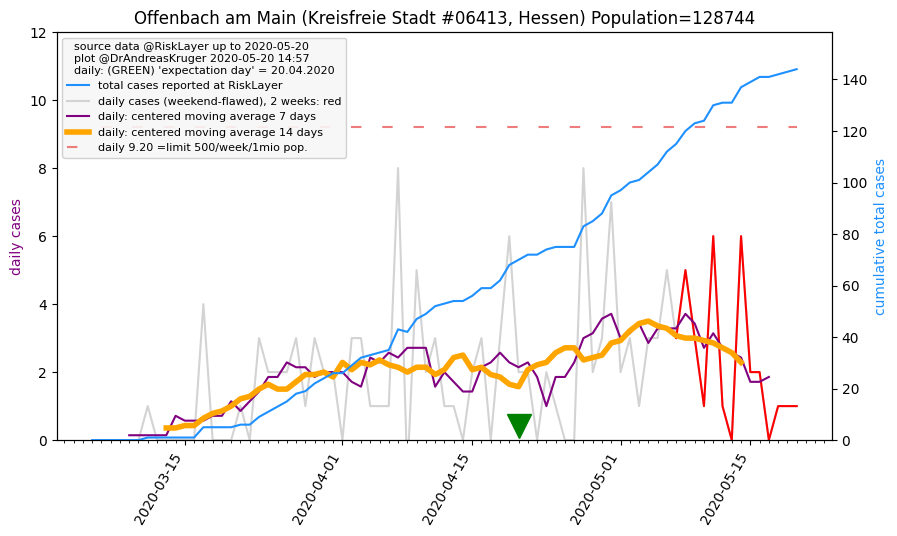 Offenbach am Main (Kreisfreie Stadt #06413, Hessen) Population=128744
source data @RiskLayer up to 2020-05-20
plot @DrAndreasKruger 2020-05-20 14:57
daily: (GREEN) 'expectation day' = 20.04.2020
total cases reported at RiskLayer
daily cases (weekend-flawed), 2 weeks: red
daily: centered moving average 7 days
daily: centered moving average 14 days
daily 9.20 =limit 500/week/1mio pop.
daily cases
12
10
8
6
4
2
0
140
120
100
80
60
40
20
0
cumulative total cases
2020-03-15
2020-04-01
2020-04-15
2020-05-01
2020-05-15